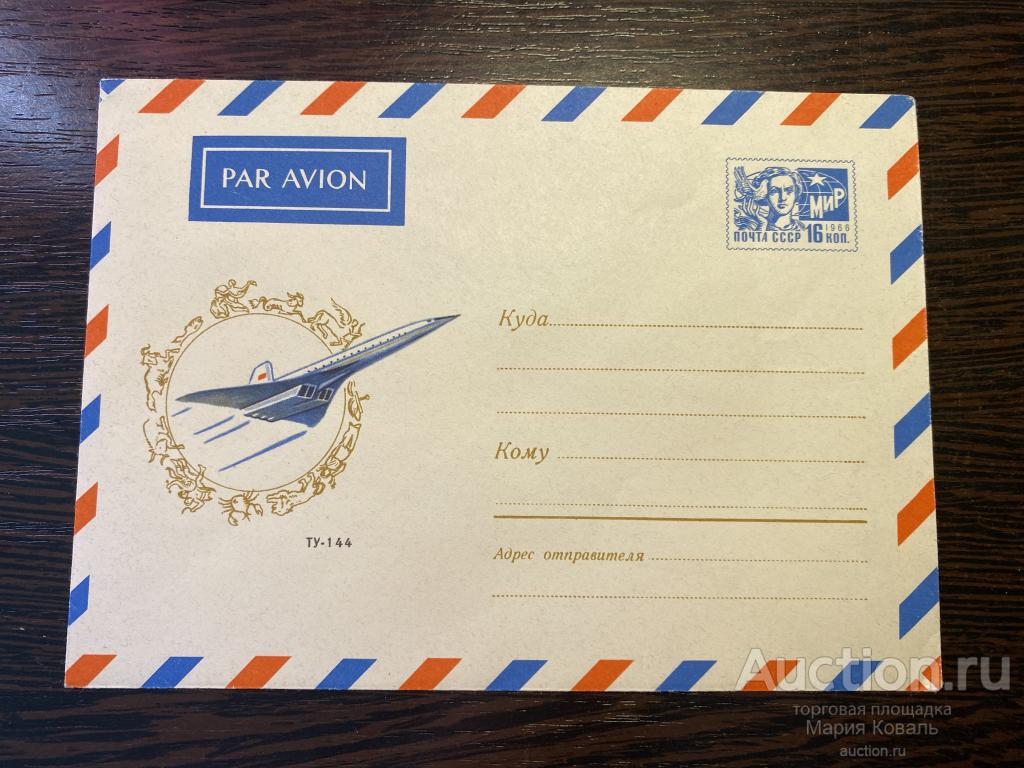 PAR AVION
МИР
1966
ПОЧТА СССР 16 КОП.
Куда
Кому
Адрес отправителя
ТУ-144
Auction.ru
торговая площадка
Мария Коваль
auction.ru